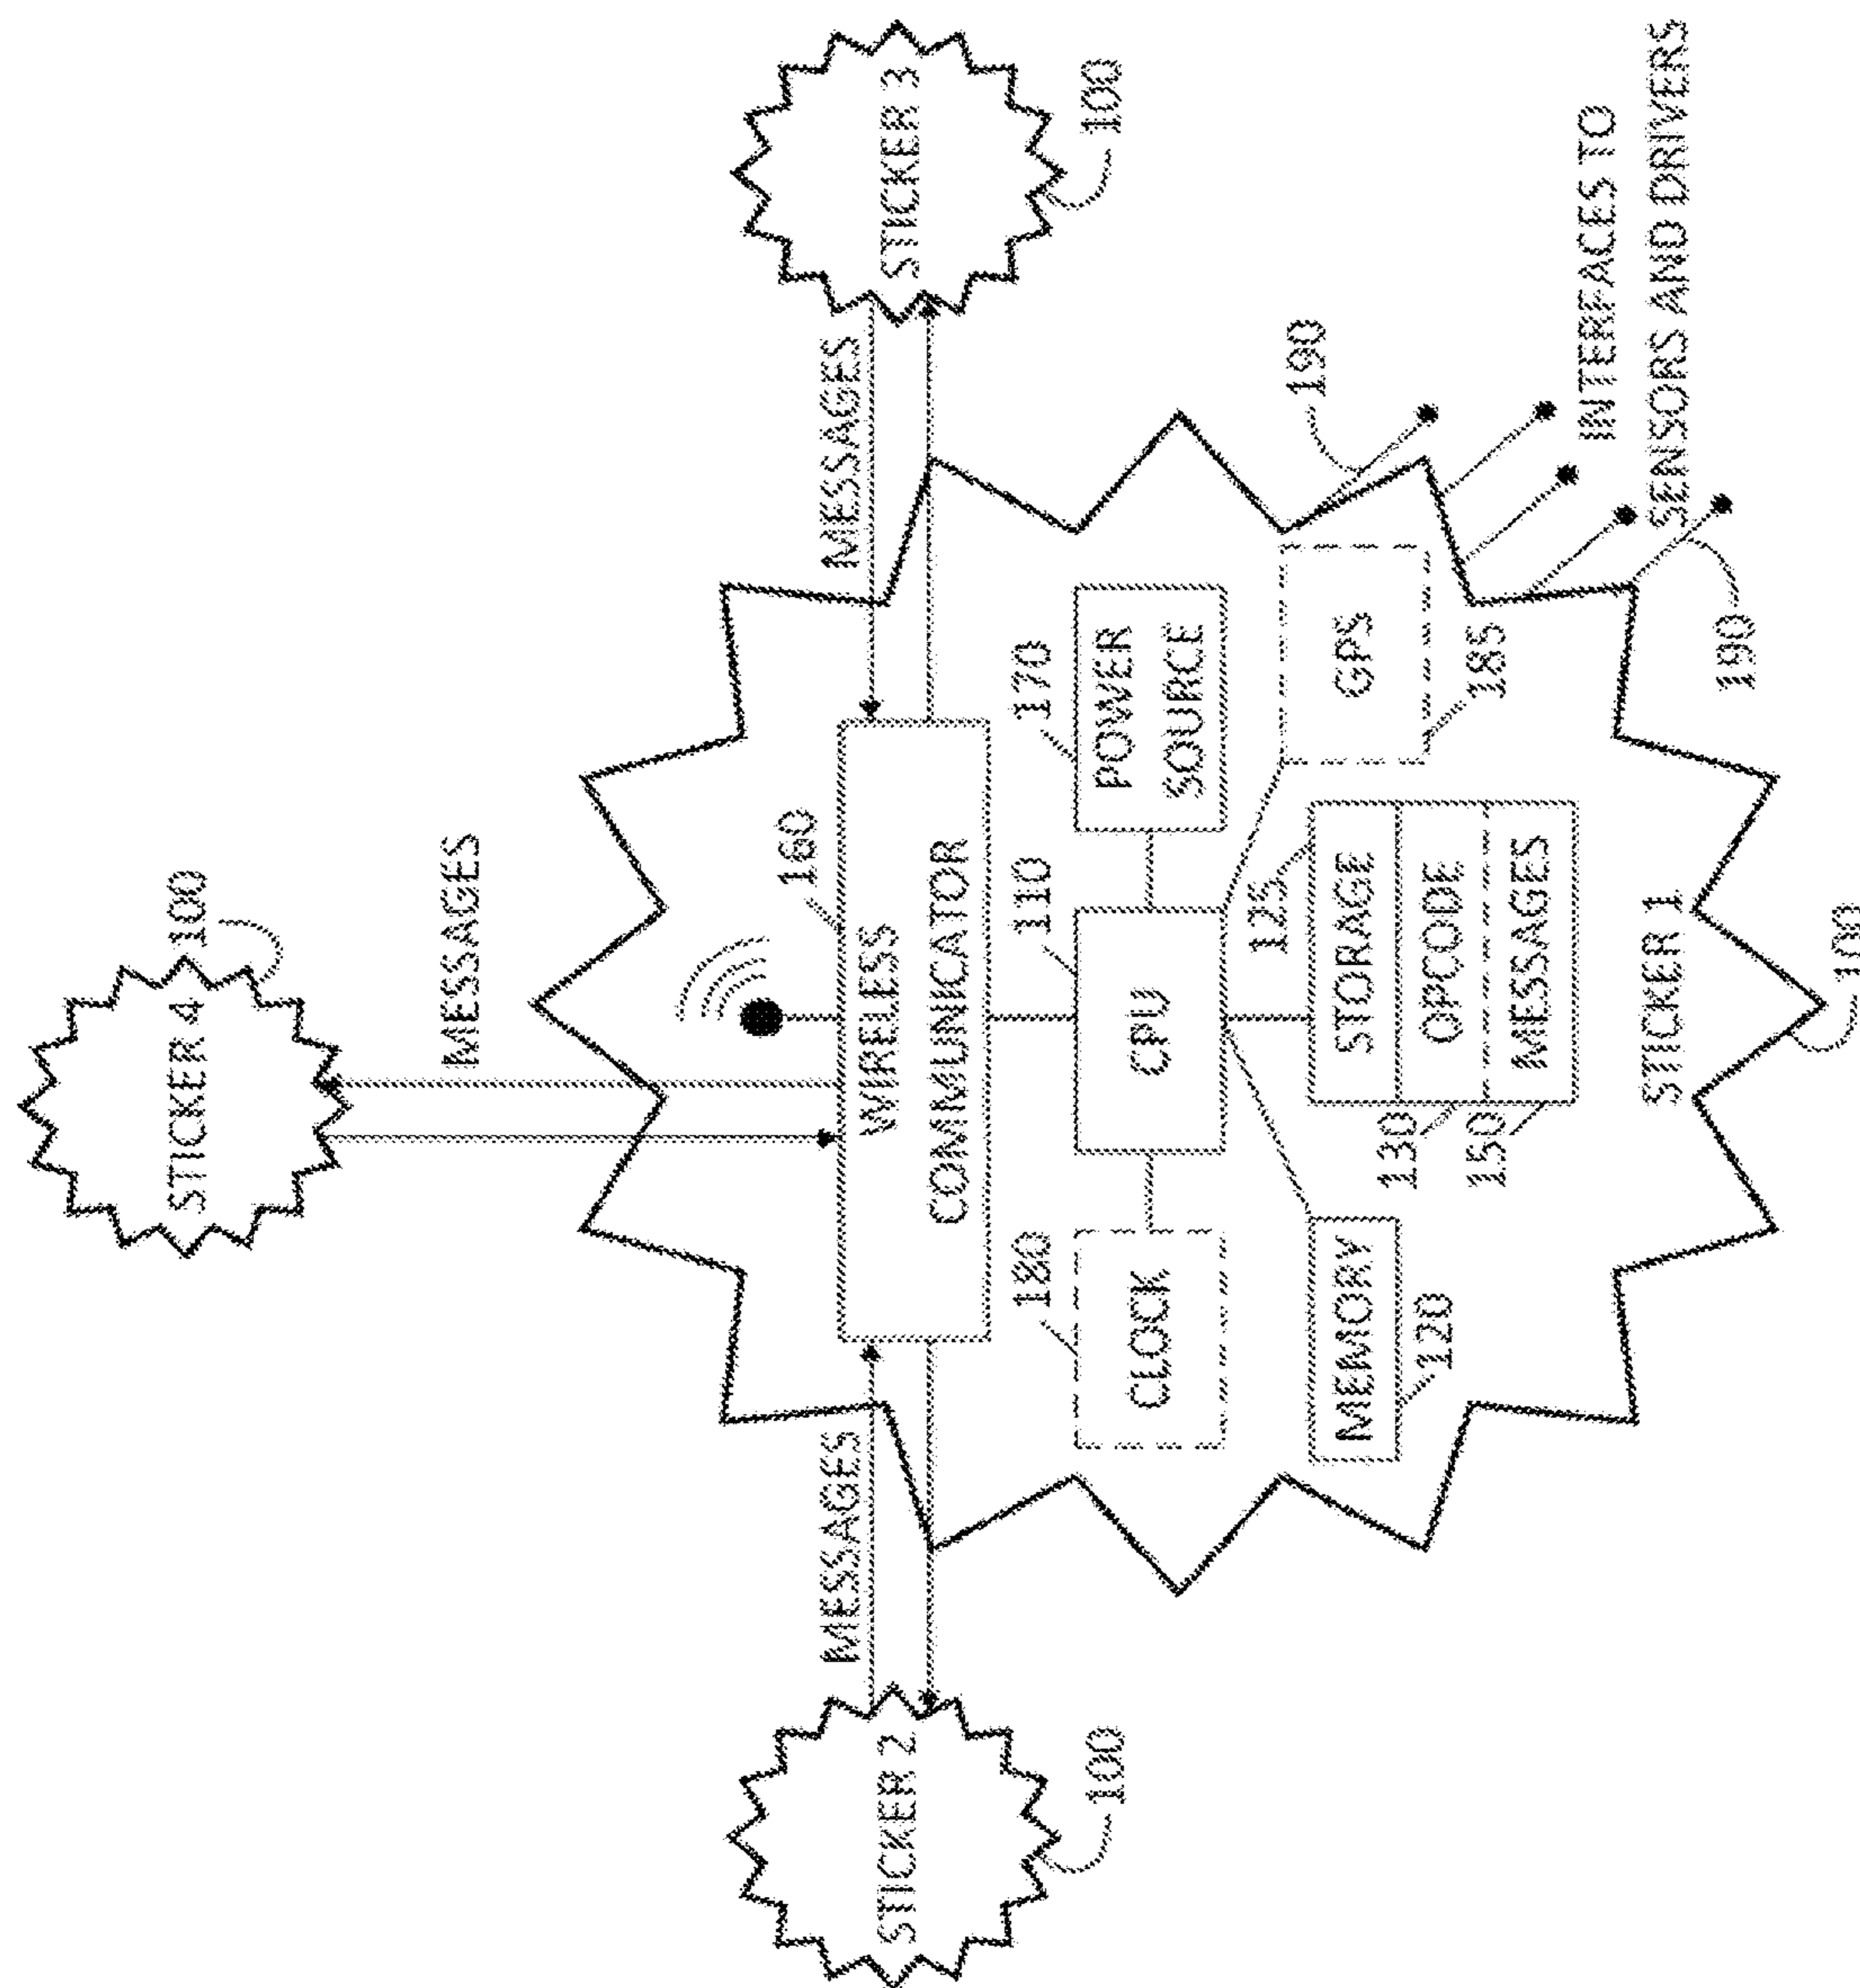 STICKER 4
100
MESSAGES
STICKER 2
100
MESSAGES
MESSAGES
STICKER 3
100
160
WIRELESS
COMMUNICATOR
180
CLOCK
110
CPU
170
POWER
SOURCE
190
MEMORY
120
125
STORAGE
130
OPCODE
150
MESSAGES
GPS
185
INTERFACES TO
SENSORS AND DRIVERS
190
STICKER 1
100